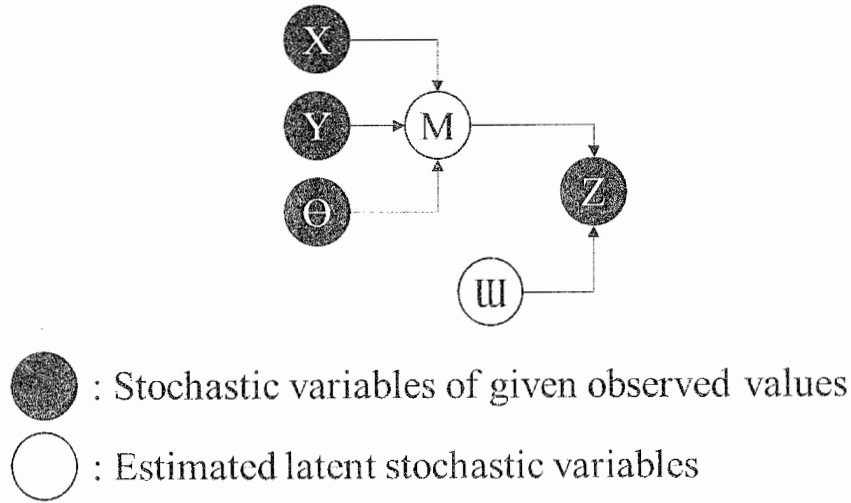 X
Y
M
Z
Θ
Ш
: Stochastic variables of given observed values
: Estimated latent stochastic variables